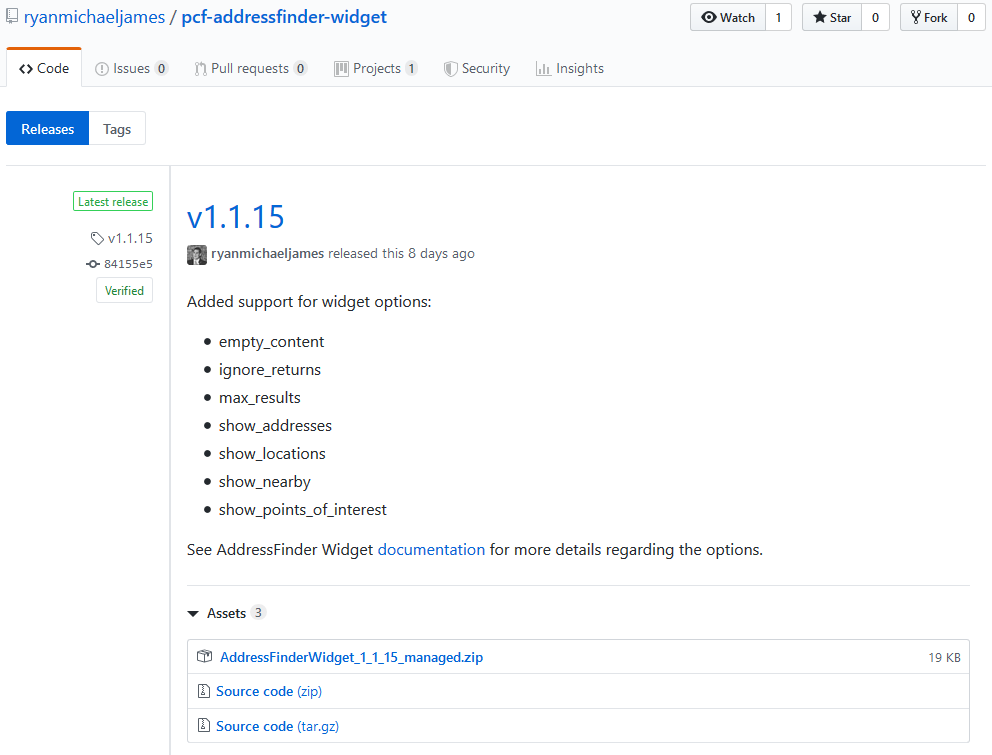 ryanmichaeljames / pcf-addressfinder-widget
Watch 1 Star 0 Fork 0
Code Issues 0 Pull requests 0 Projects 1 Security Insights
Releases Tags
Latest release
v1.1.15
84155e5
Verified
v1.1.15
ryanmichaeljames released this 8 days ago
Added support for widget options:
• empty_content
• ignore_returns
• max_results
• show_addresses
• show_locations
• show_nearby
• show_points_of_interest
See AddressFinder Widget documentation for more details regarding the options.
Assets 3
AddressFinderWidget_1_1_15_managed.zip 19 KB
Source code (zip)
Source code (tar.gz)